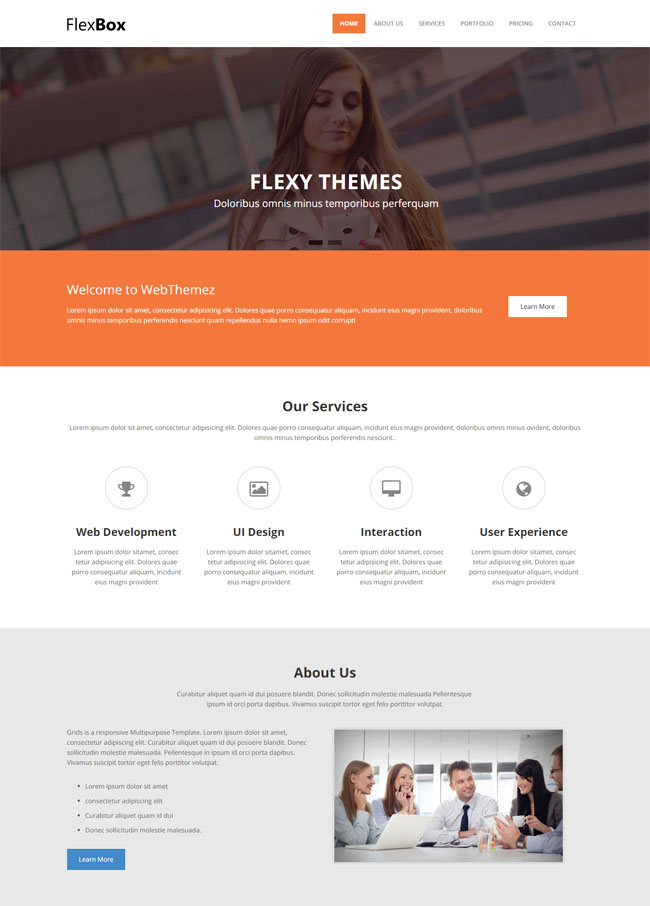 FlexBox
HOME ABOUT US SERVICES PORTFOLIO PRICING CONTACT
FLEXY THEMES
Doloribus omnis minus temporibus perferquam
Welcome to WebThemez
Lorem ipsum dolor sit amet, consectetur adipisicing elit. Dolores quae porro consequatur aliquam, incidunt eius magni provident, doloribus
omnis minus temporibus perferendis nesciunt quam repellendus nulla nemo ipsum odit corrupti
Learn More
Our Services
Lorem ipsum dolor sit amet, consectetur adipisicing elit. Dolores quae porro consequatur aliquam, incidunt eius magni provident, doloribus omnis minus ovident, doloribus
omnis minus temporibus perferendis nesciunt..
Web Development
Lorem ipsum dolor sitamet, consec
tetur adipisicing elit. Dolores quae
porro consequatur aliquam, incidunt
eius magni provident
UI Design
Lorem ipsum dolor sitamet, consec
tetur adipisicing elit. Dolores quae
porro consequatur aliquam, incidunt
eius magni provident
Interaction
Lorem ipsum dolor sitamet, consec
tetur adipisicing elit. Dolores quae
porro consequatur aliquam, incidunt
eius magni provident
User Experience
Lorem ipsum dolor sitamet, consec
tetur adipisicing elit. Dolores quae
porro consequatur aliquam, incidunt
eius magni provident
About Us
Curabitur aliquet quam id dui posuere blandit. Donec sollicitudin molestie malesuada Pellentesque
ipsum id orci porta dapibus. Vivamus suscipit tortor eget felis porttitor volutpat.
Grids is a responsive Multipurpose Template. Lorem ipsum dolor sit amet,
consectetur adipiscing elit. Curabitur aliquet quam id dui posuere blandit. Donec
sollicitudin molestie malesuada. Pellentesque in ipsum id orci porta dapibus.
Vivamus suscipit tortor eget felis porttitor volutpat.
Lorem ipsum dolor sit amet
consectetur adipiscing elit
Curabitur aliquet quam id dui
Donec sollicitudin molestie malesuada.
Learn More